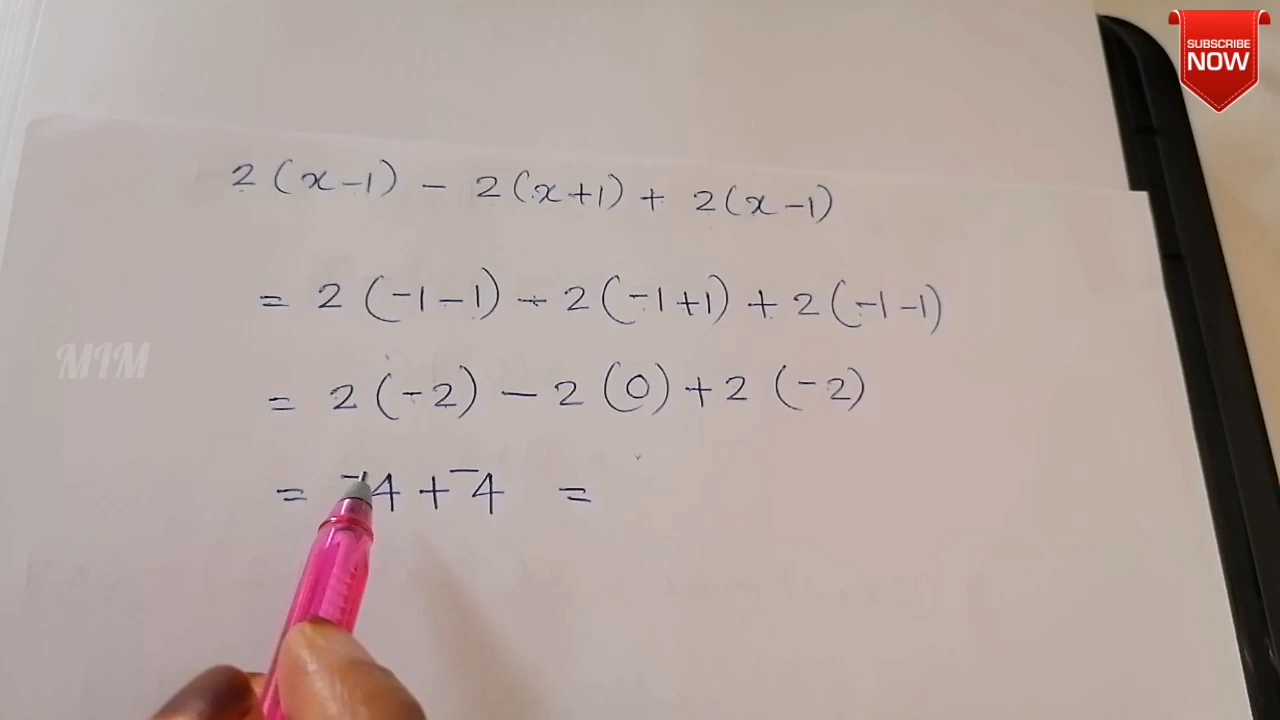 SUBSCRIBE
NOW
2(x-1) - 2(x+1) + 2(x-1)
= 2(-1-1) - 2(-1+1) + 2(-1-1)
MIM
= 2(-2) - 2(0) + 2(-2)
= ⁻4 + ⁻4 =